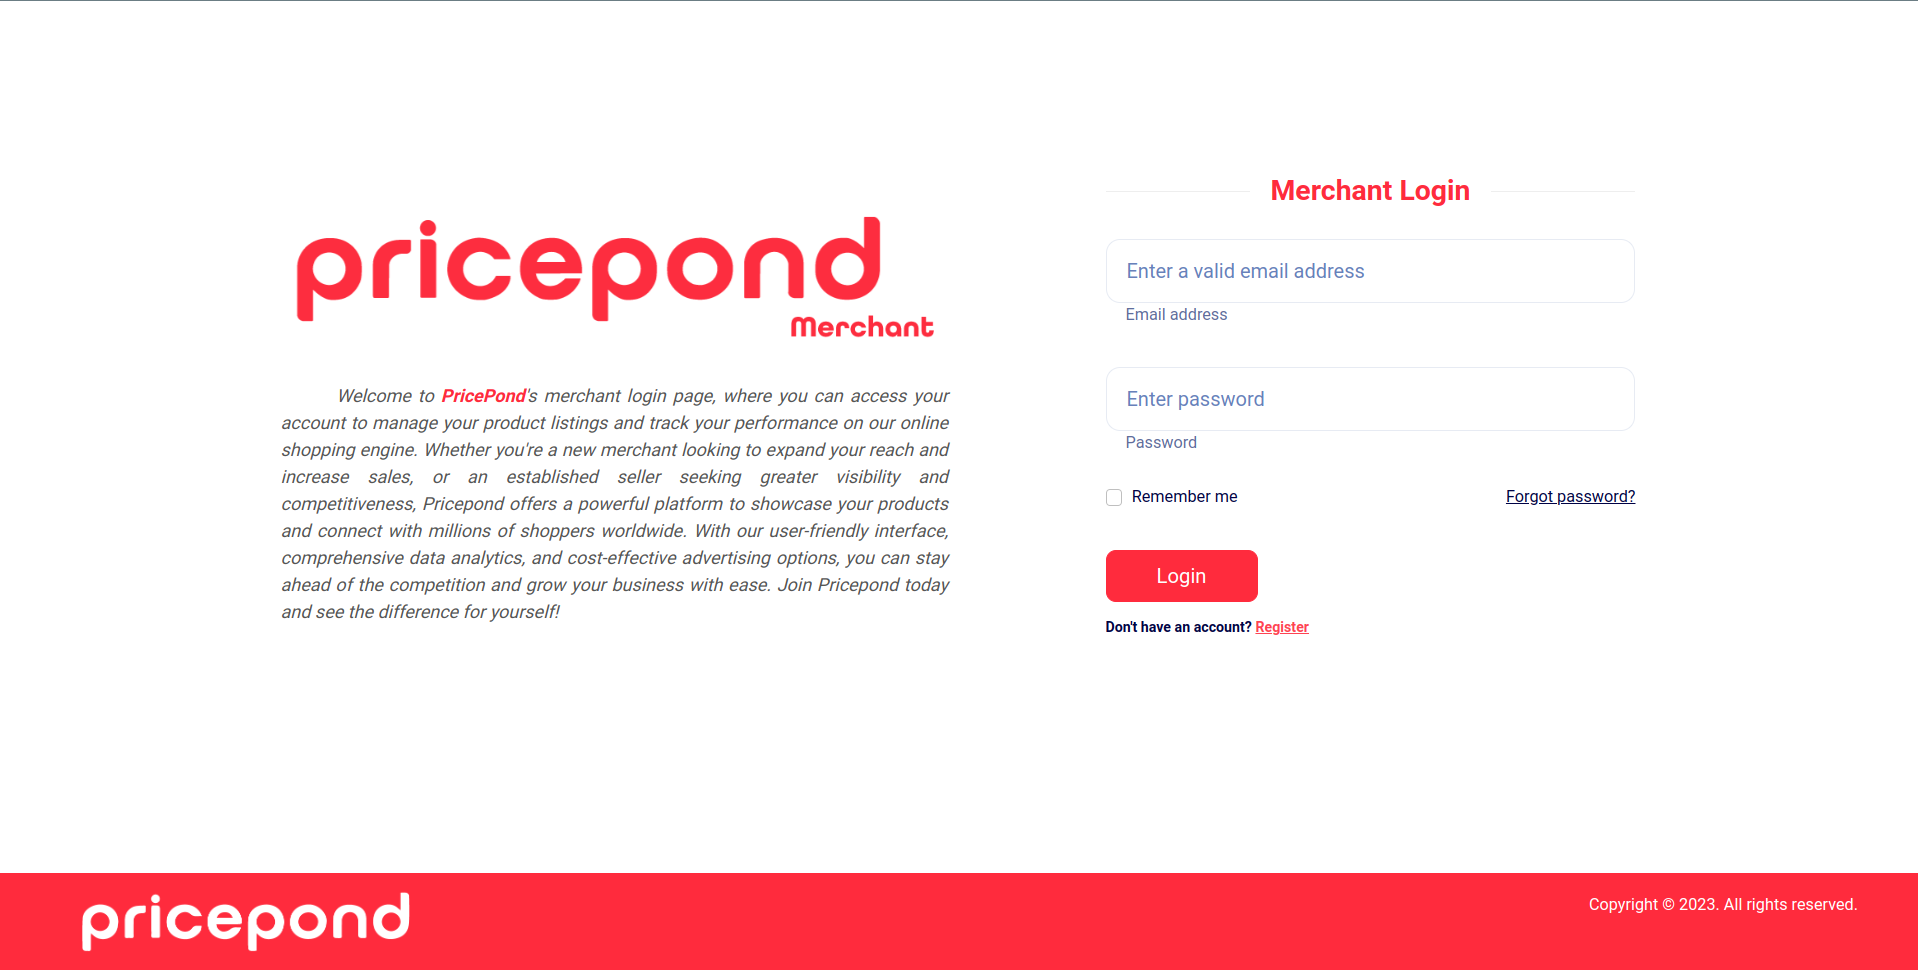 pricepond
Merchant
Welcome to PricePond's merchant login page, where you can access your
account to manage your product listings and track your performance on our online
shopping engine. Whether you're a new merchant looking to expand your reach and
increase sales, or an established seller seeking greater visibility and
competitiveness, Pricepond offers a powerful platform to showcase your products
and connect with millions of shoppers worldwide. With our user-friendly interface,
comprehensive data analytics, and cost-effective advertising options, you can stay
ahead of the competition and grow your business with ease. Join Pricepond today
and see the difference for yourself!
Merchant Login
Enter a valid email address
Email address
Enter password
Password
Remember me
Forgot password?
Login
Don't have an account? Register
pricepond
Copyright © 2023. All rights reserved.